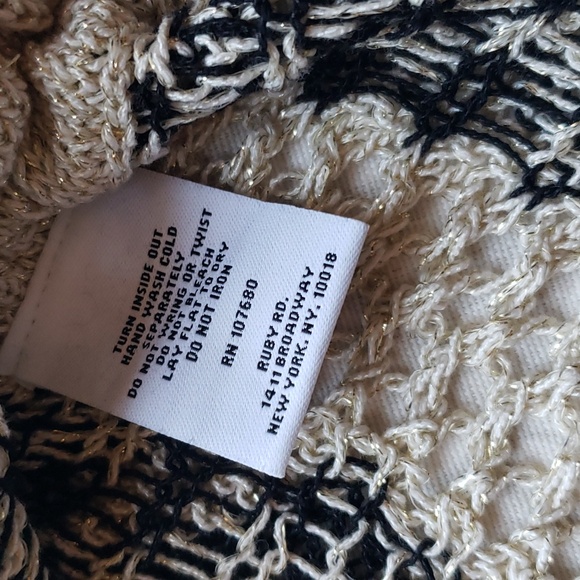 TURN INSIDE OUT
HAND WASH COLD
SEPARATELY
DO NOT WRING OR TWIST
DO NOT BLEACH
LAY FLAT TO DRY
DO NOT IRON
RN 107680
RUBY RD.
1411 BROADWAY
NEW YORK, NY. 10018